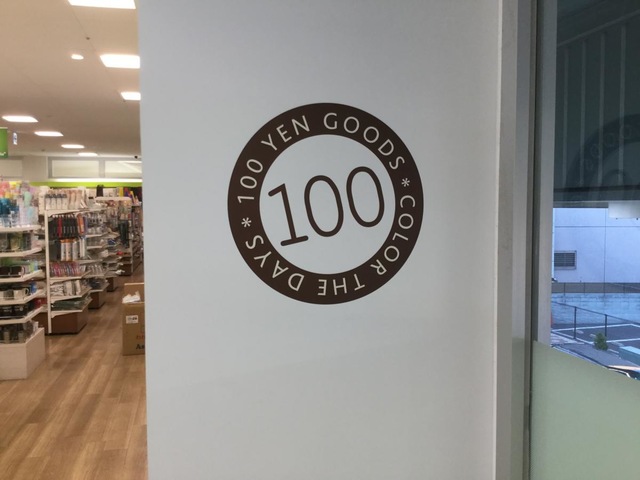 * 100 YEN GOODS * COLOR THE DAYS
100